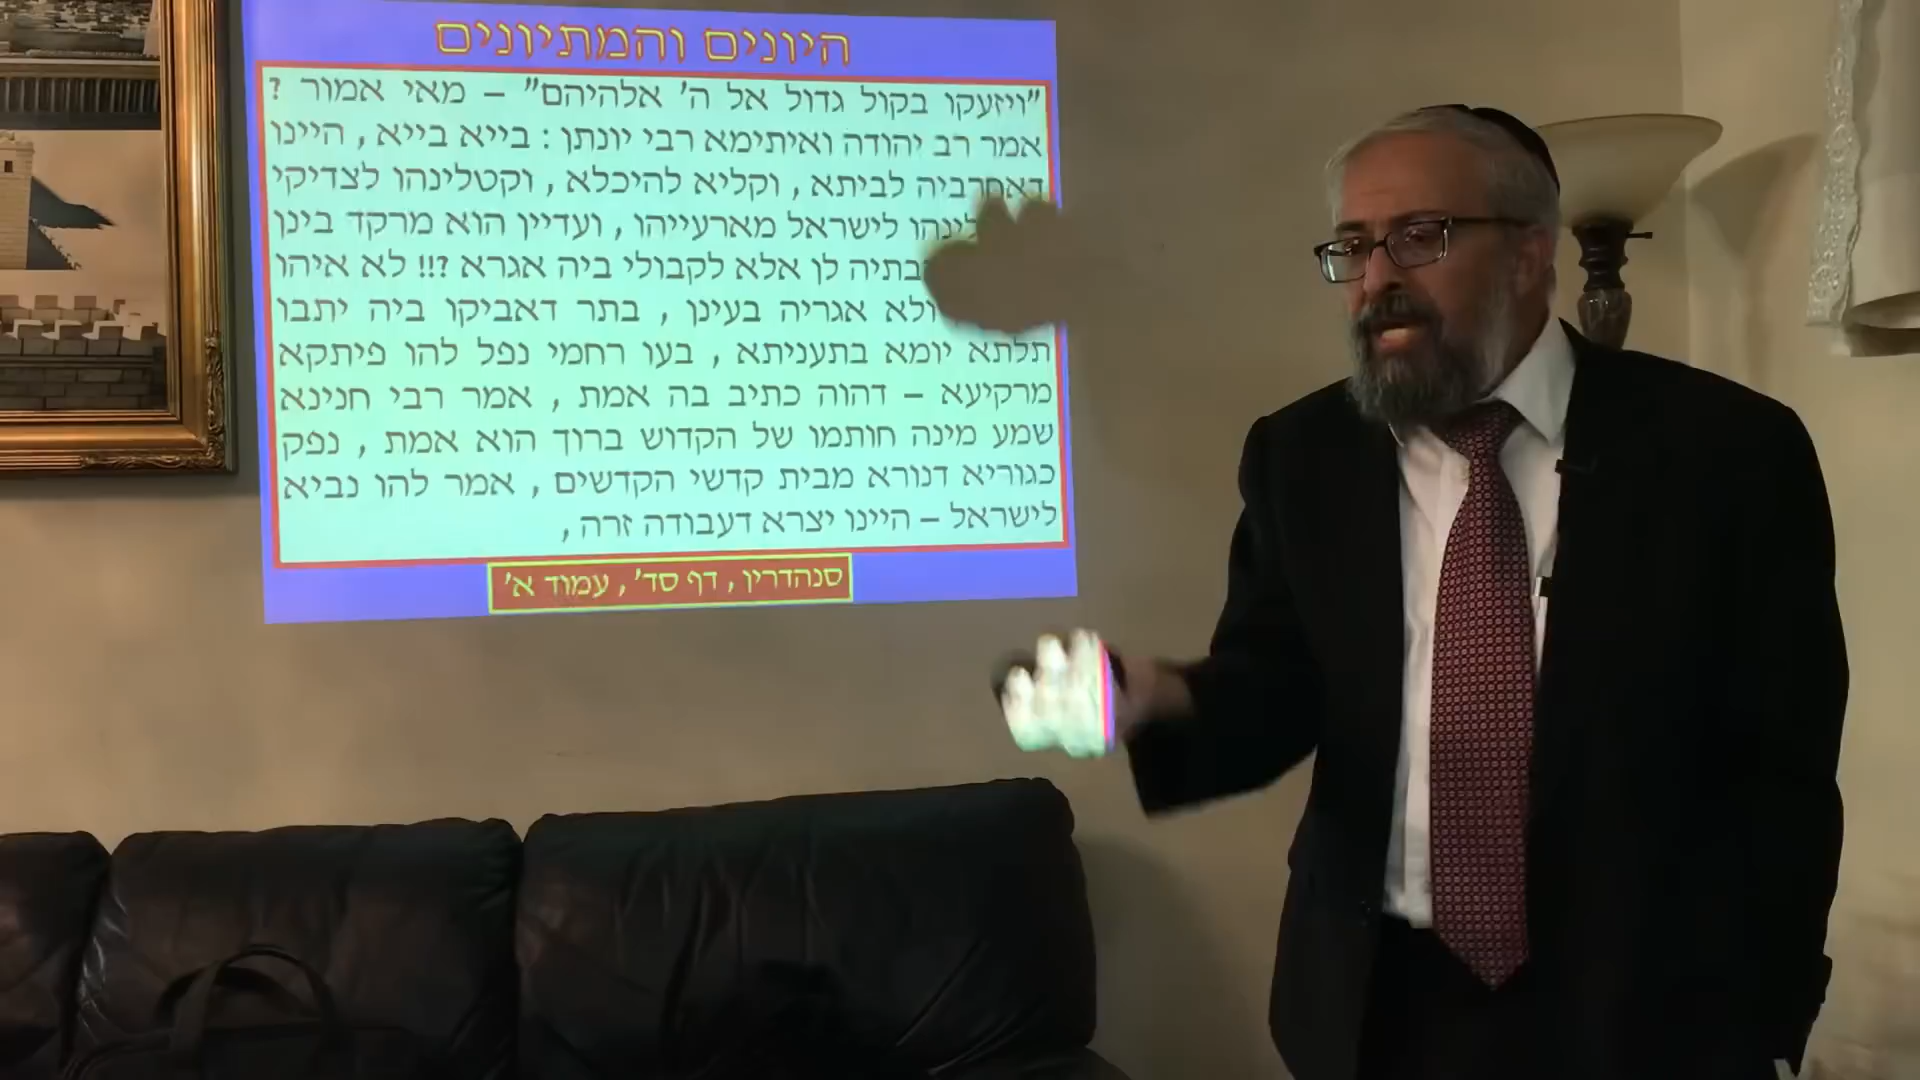 היונים והמתיונים
"ויזעקו בקול גדול אל ה' אלהיהם" – מאי אמור ?
אמר רב יהודה ואיתימא רבי יונתן : בייא בייא , היינו
דאחרביה לביתא , וקליא להיכלא , וקטלינהו לצדיקי
לישראל מארעייהו , ועדיין הוא מרקד בינן
לן אלא לקבולי ביה אגרא ?!! לא איהו
ולא אגריה בעינן , בתר דאביקו ביה יתבו
תלתא יומא בתעניתא , בעו רחמי נפל להו פיתקא
מרקיעא – דהוה כתיב בה אמת , אמר רבי חנינא
שמע מינה חותמו של הקדוש ברוך הוא אמת , נפק
כגוריא דנורא מבית קדשי הקדשים , אמר להו נביא
לישראל – היינו יצרא דעבודה זרה ,
סנהדרין , דף סד' , עמוד א'